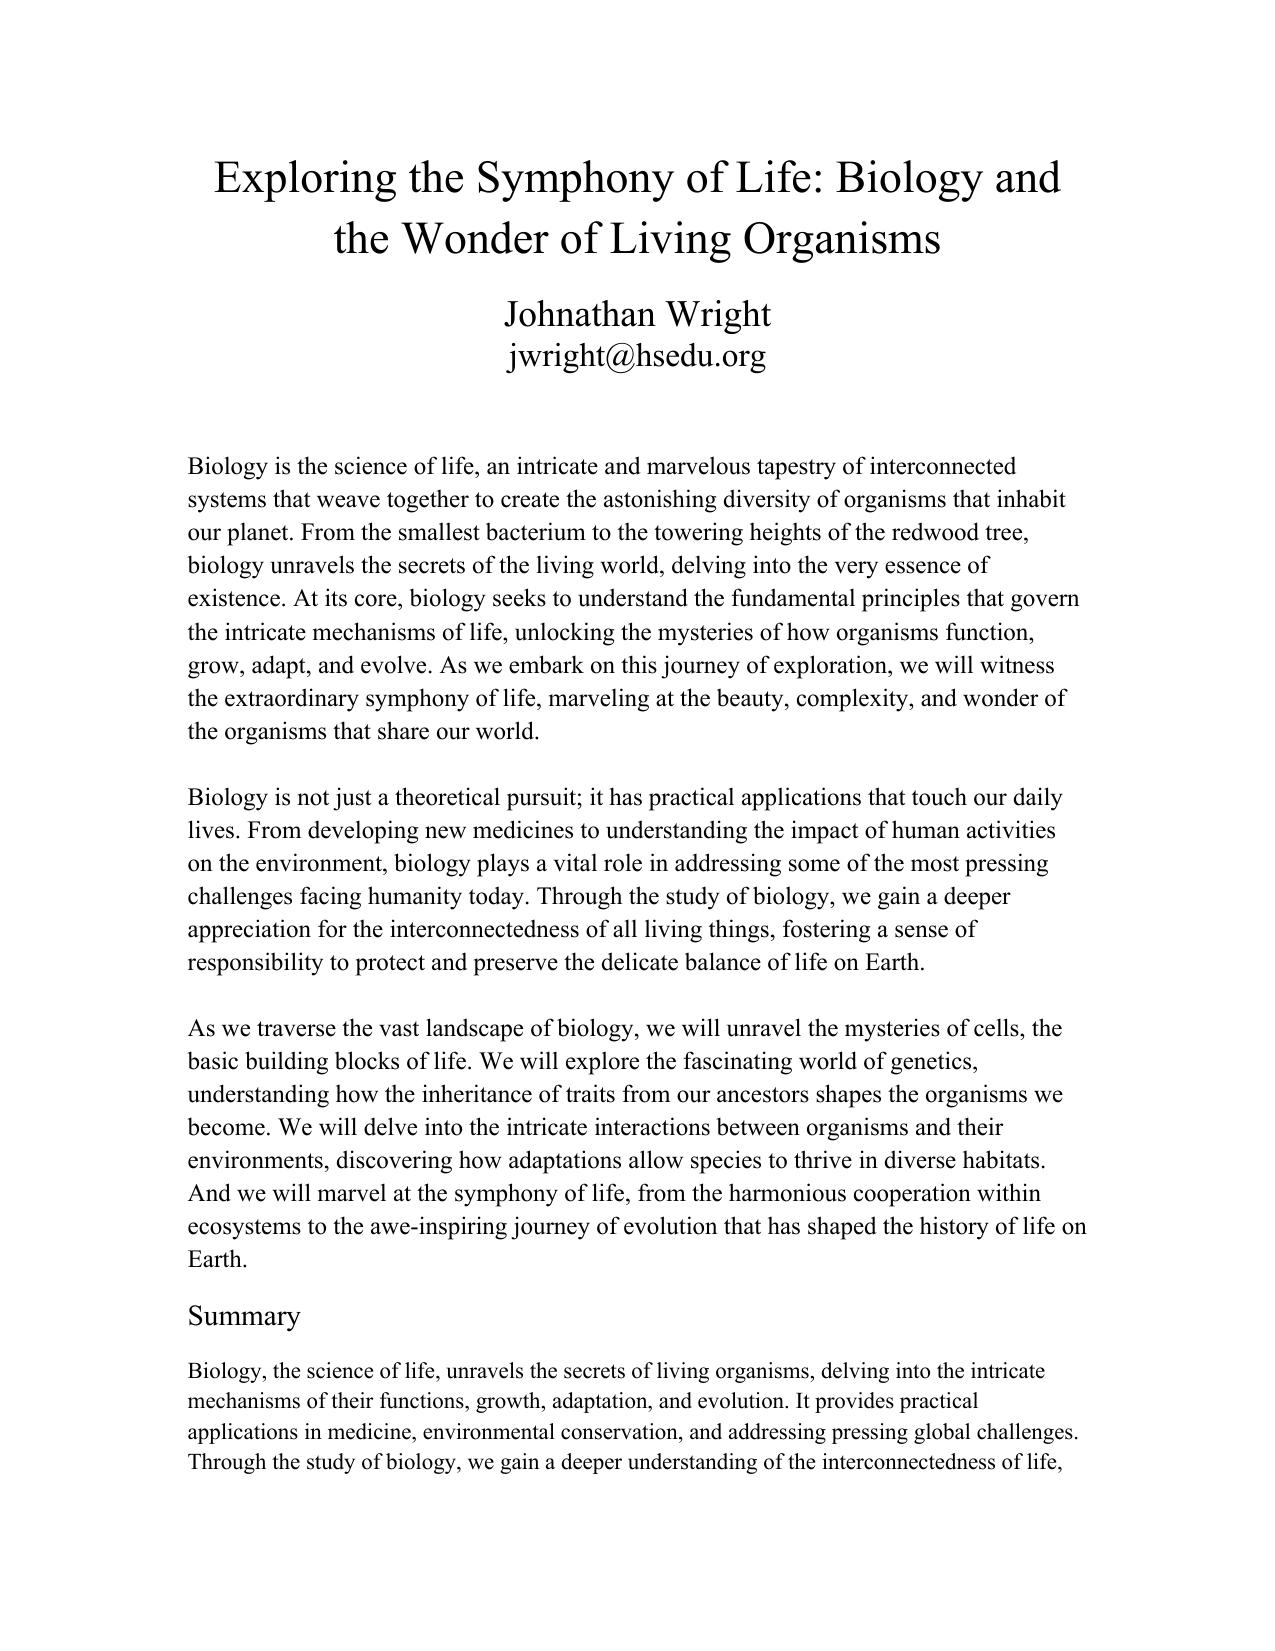 Exploring the Symphony of Life: Biology and
the Wonder of Living Organisms
Johnathan Wright
jwright@hsedu.org
Biology is the science of life, an intricate and marvelous tapestry of interconnected
systems that weave together to create the astonishing diversity of organisms that inhabit
our planet. From the smallest bacterium to the towering heights of the redwood tree,
biology unravels the secrets of the living world, delving into the very essence of
existence. At its core, biology seeks to understand the fundamental principles that govern
the intricate mechanisms of life, unlocking the mysteries of how organisms function,
grow, adapt, and evolve. As we embark on this journey of exploration, we will witness
the extraordinary symphony of life, marveling at the beauty, complexity, and wonder of
the organisms that share our world.
Biology is not just a theoretical pursuit; it has practical applications that touch our daily
lives. From developing new medicines to understanding the impact of human activities
on the environment, biology plays a vital role in addressing some of the most pressing
challenges facing humanity today. Through the study of biology, we gain a deeper
appreciation for the interconnectedness of all living things, fostering a sense of
responsibility to protect and preserve the delicate balance of life on Earth.
As we traverse the vast landscape of biology, we will unravel the mysteries of cells, the
basic building blocks of life. We will explore the fascinating world of genetics,
understanding how the inheritance of traits from our ancestors shapes the organisms we
become. We will delve into the intricate interactions between organisms and their
environments, discovering how adaptations allow species to thrive in diverse habitats.
And we will marvel at the symphony of life, from the harmonious cooperation within
ecosystems to the awe-inspiring journey of evolution that has shaped the history of life on
Earth.
Summary
Biology, the science of life, unravels the secrets of living organisms, delving into the intricate
mechanisms of their functions, growth, adaptation, and evolution. It provides practical
applications in medicine, environmental conservation, and addressing pressing global challenges.
Through the study of biology, we gain a deeper understanding of the interconnectedness of life,